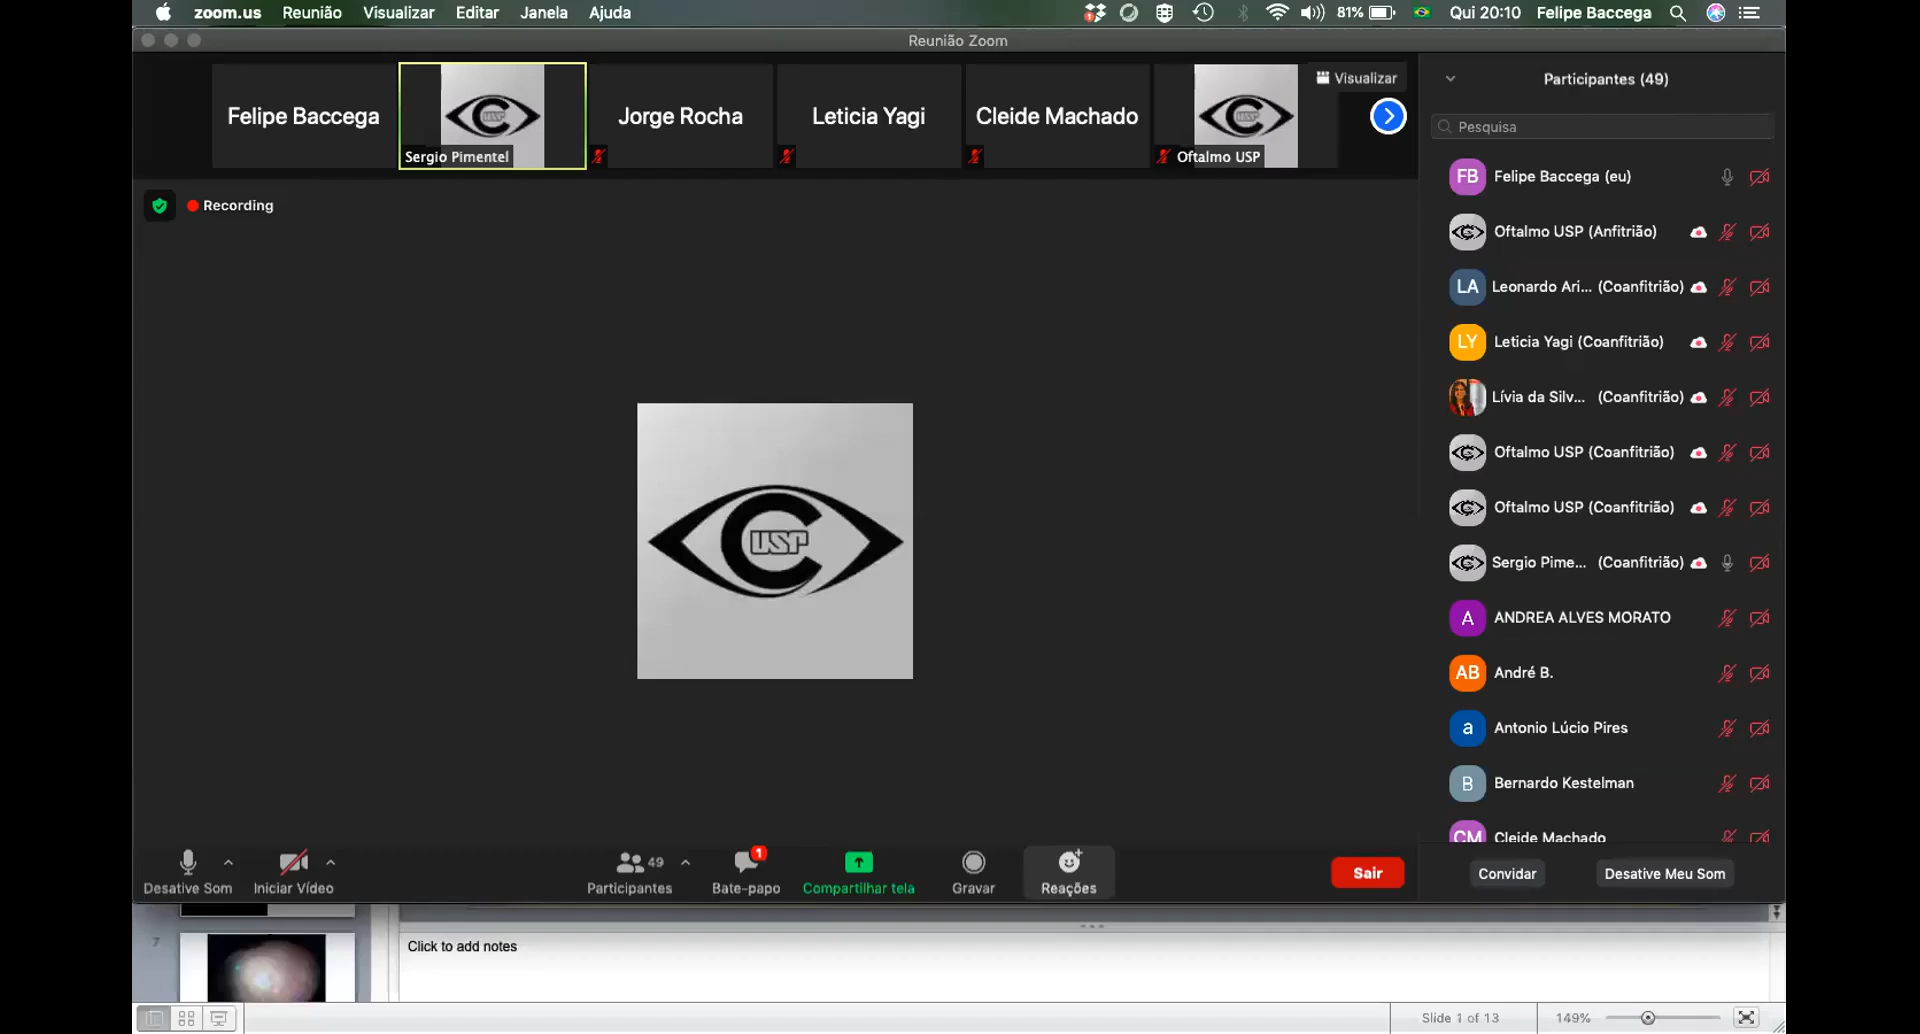 zoom.us Reunião Visualizar Editar Janela Ajuda 81% Qui 20:10 Felipe Baccega
Reunião Zoom
Felipe Baccega
Sergio Pimentel
Jorge Rocha
Leticia Yagi
Cleide Machado
Oftalmo USP
Visualizar
Recording
USP
Participantes (49)
Pesquisa
FB Felipe Baccega (eu)
Oftalmo USP (Anfitrião)
LA Leonardo Ari... (Coanfitrião)
LY Leticia Yagi (Coanfitrião)
Lívia da Silv... (Coanfitrião)
Oftalmo USP (Coanfitrião)
Oftalmo USP (Coanfitrião)
Sergio Pime... (Coanfitrião)
A ANDREA ALVES MORATO
AB André B.
a Antonio Lúcio Pires
B Bernardo Kestelman
CM Cleide Machado
Desative Som
Iniciar Vídeo
49
Participantes
1
Bate-papo
Compartilhar tela
Gravar
Reações
Sair
Convidar
Desative Meu Som
7
Click to add notes
Slide 1 of 13
149%